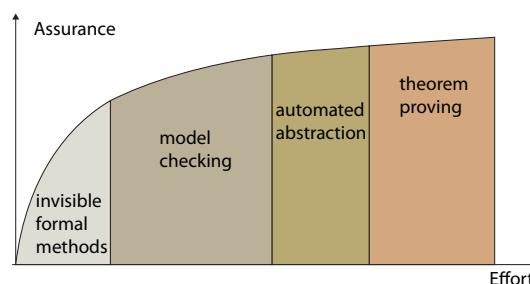 Assurance
theorem
proving
automated
abstraction
model
checking
invisible
formal
methods
Effort